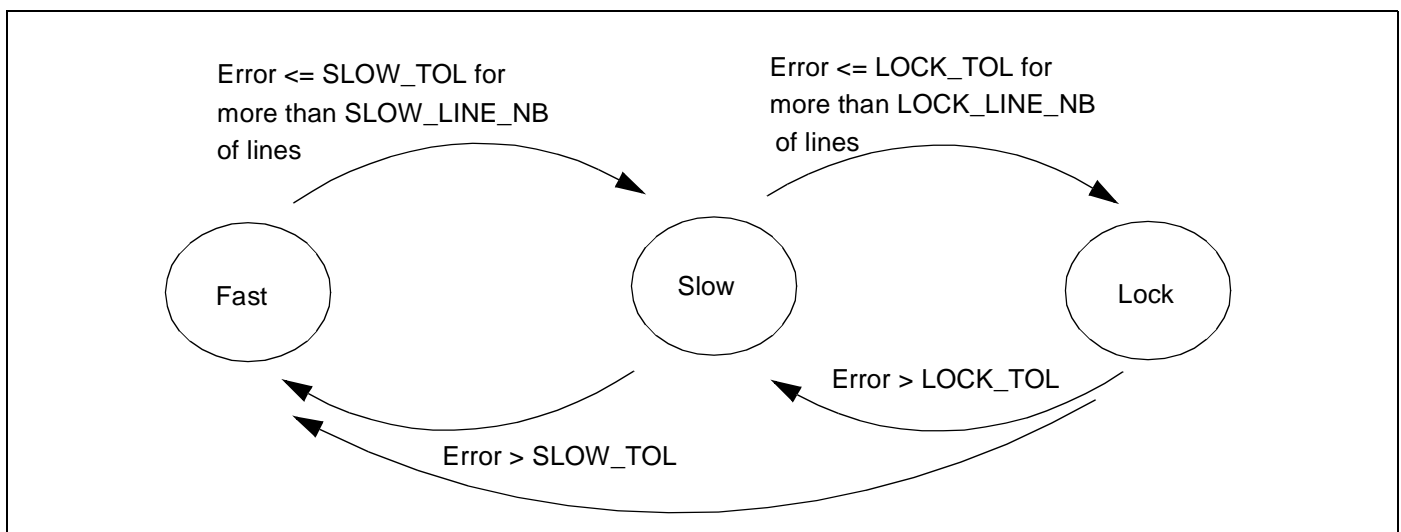 Error <= SLOW_TOL for
more than SLOW_LINE_NB
of lines
Error <= LOCK_TOL for
more than LOCK_LINE_NB
of lines
Fast
Slow
Lock
Error > LOCK_TOL
Error > SLOW_TOL